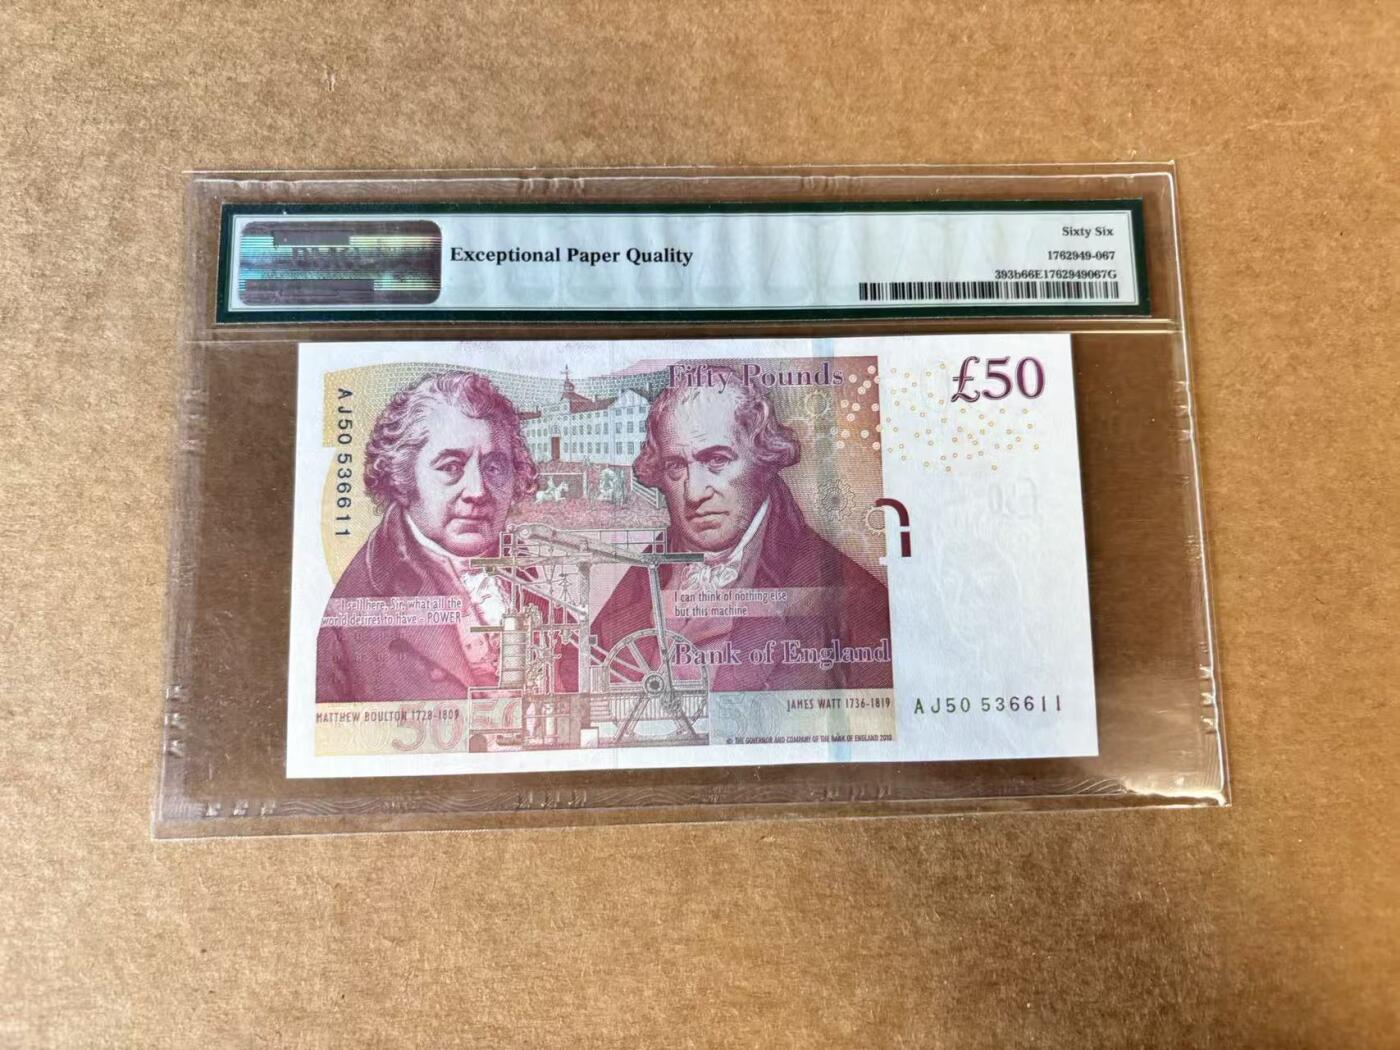 Exceptional Paper Quality
Sixty Six
1762949-067
393b66E1762949067G
Fifty Pounds
£50
AJ50 536611
I sell here, Sir, what all the
world desires to have - POWER
I can think of nothing else
but this machine
Bank of England
MATTHEW BOULTON 1728-1809
JAMES WATT 1736-1819
AJ50 536611
50
50
© THE GOVERNOR AND COMPANY OF THE BANK OF ENGLAND 2010